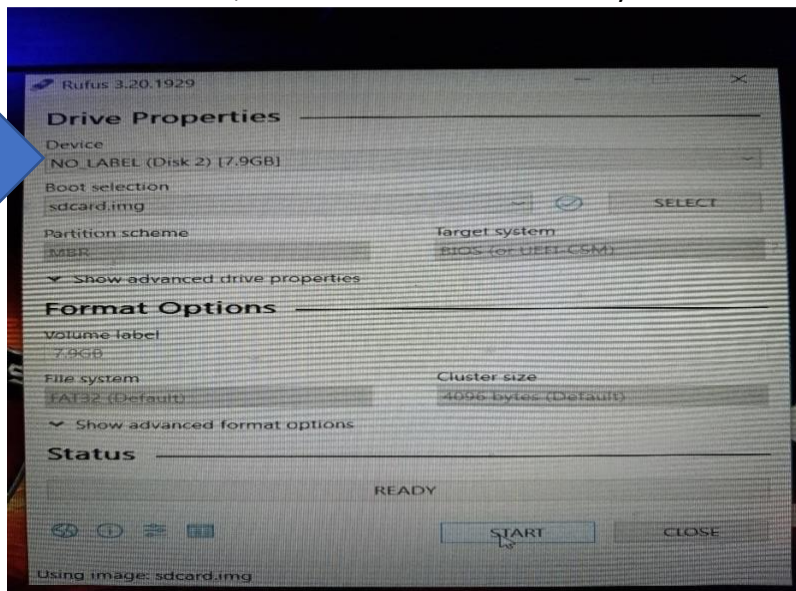 Rufus 3.20.1929
Drive Properties
Device
NO_LABEL (Disk 2) [7.9GB]
Boot selection
sdcard.img
SELECT
Partition scheme
Target system
MBR
BIOS (or UEFI-CSM)
?
Show advanced drive properties
Format Options
Volume label
7.9GB
File system
Cluster size
FAT32 (Default)
4096 bytes (Default)
Show advanced format options
Status
READY
START
CLOSE
Using image: sdcard.img